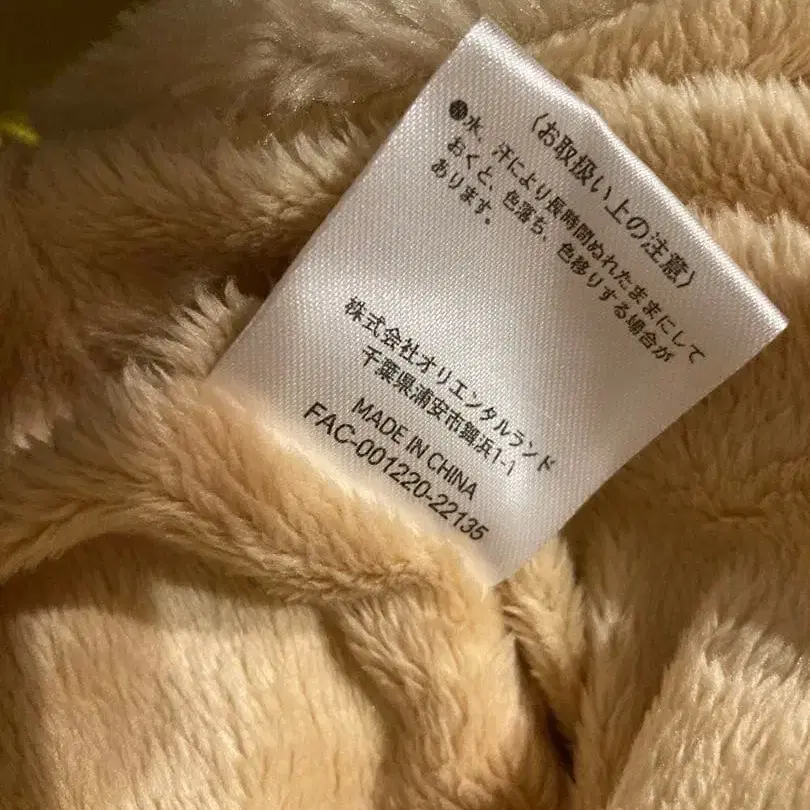 〈お取扱い上の注意〉
●水、汗により長時間ぬれたままにして
おくと、色落ち、色移りする場合が
あります。
株式会社オリエンタルランド
千葉県浦安市舞浜1-1
MADE IN CHINA
FAC-001220-22135